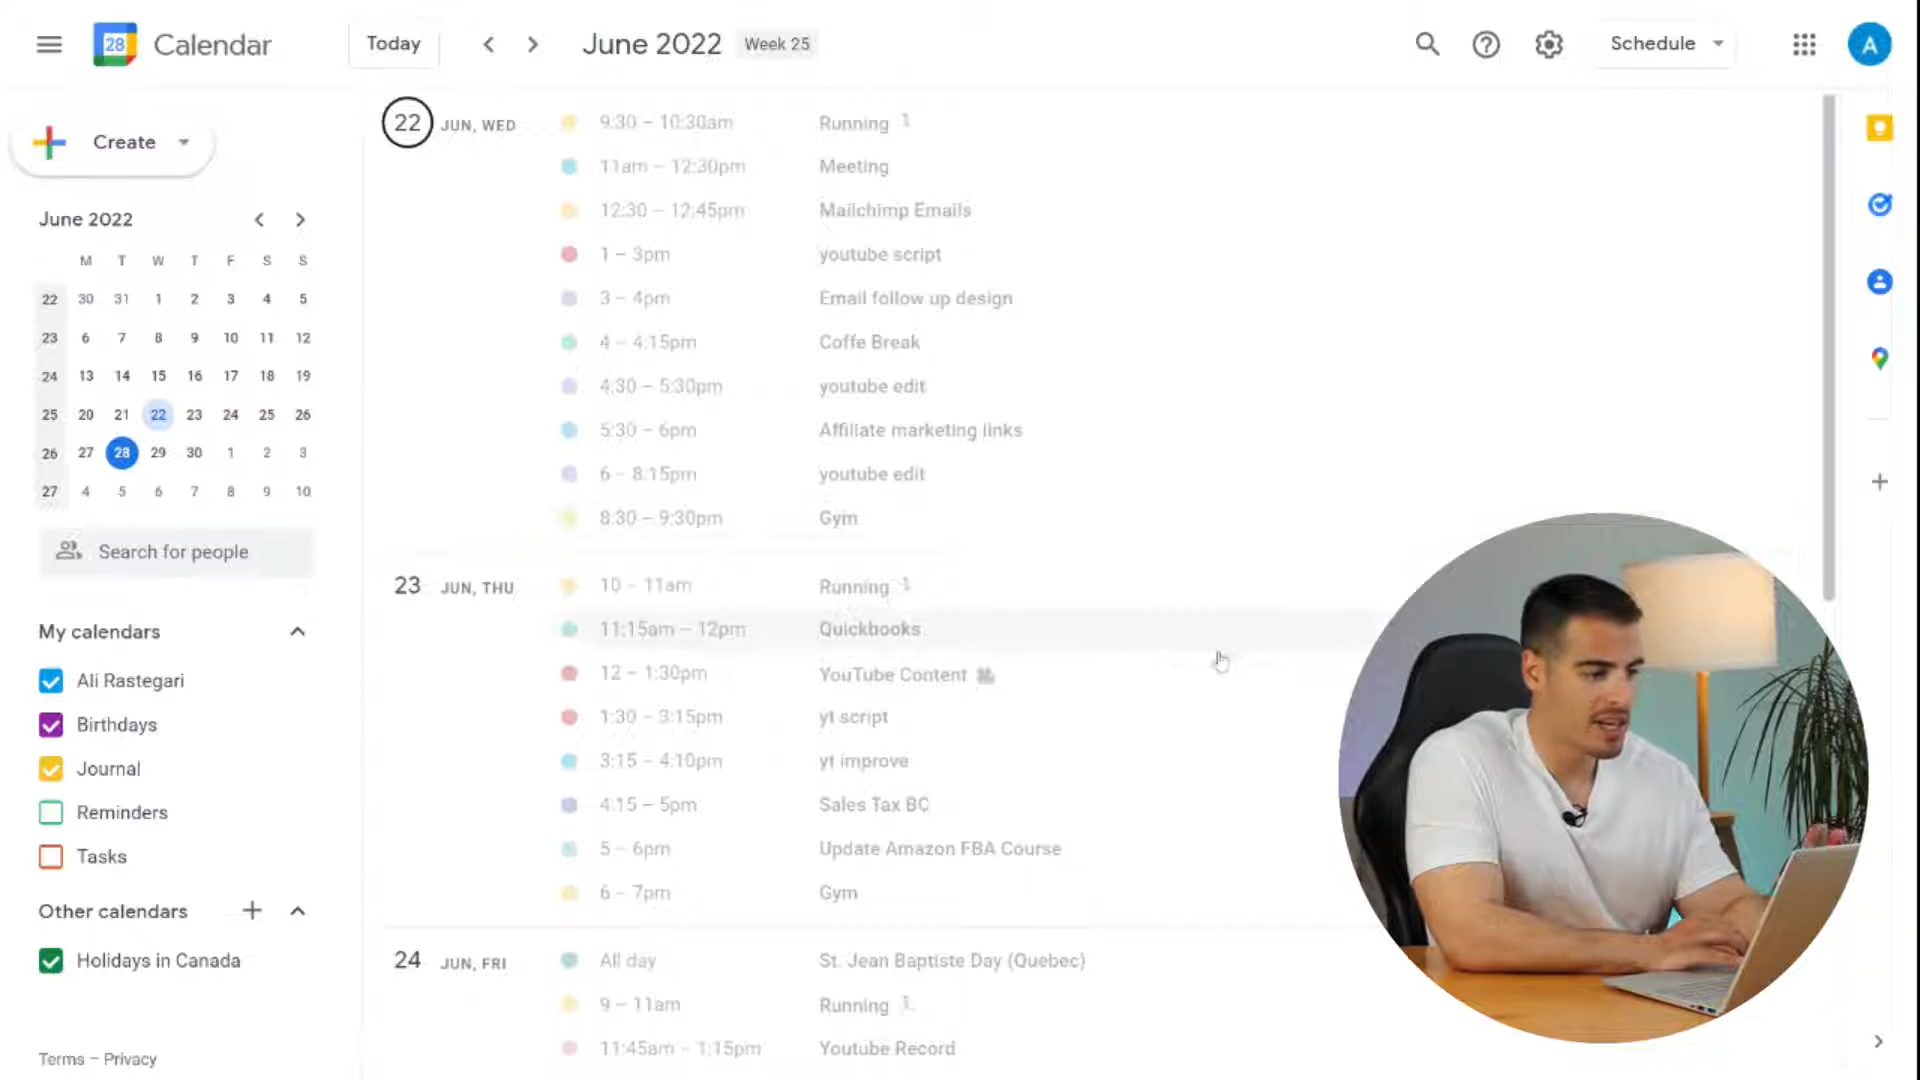 28 Calendar Today June 2022 Week 25 Schedule A
Create
June 2022
M T W T F S S
22 30 31 1 2 3 4 5
23 6 7 8 9 10 11 12
24 13 14 15 16 17 18 19
25 20 21 22 23 24 25 26
26 27 28 29 30 1 2 3
27 4 5 6 7 8 9 10
Search for people
My calendars
Ali Rastegari
Birthdays
Journal
Reminders
Tasks
Other calendars
Holidays in Canada
Terms – Privacy
22 JUN, WED 9:30 – 10:30am Running
11am – 12:30pm Meeting
12:30 – 12:45pm Mailchimp Emails
1 – 3pm youtube script
3 – 4pm Email follow up design
4 – 4:15pm Coffe Break
4:30 – 5:30pm youtube edit
5:30 – 6pm Affiliate marketing links
6 – 8:15pm youtube edit
8:30 – 9:30pm Gym
23 JUN, THU 10 – 11am Running
11:15am – 12pm Quickbooks
12 – 1:30pm YouTube Content
1:30 – 3:15pm yt script
3:15 – 4:10pm yt improve
4:15 – 5pm Sales Tax BC
5 – 6pm Update Amazon FBA Course
6 – 7pm Gym
24 JUN, FRI All day St. Jean Baptiste Day (Quebec)
9 – 11am Running
11:45am – 1:15pm Youtube Record